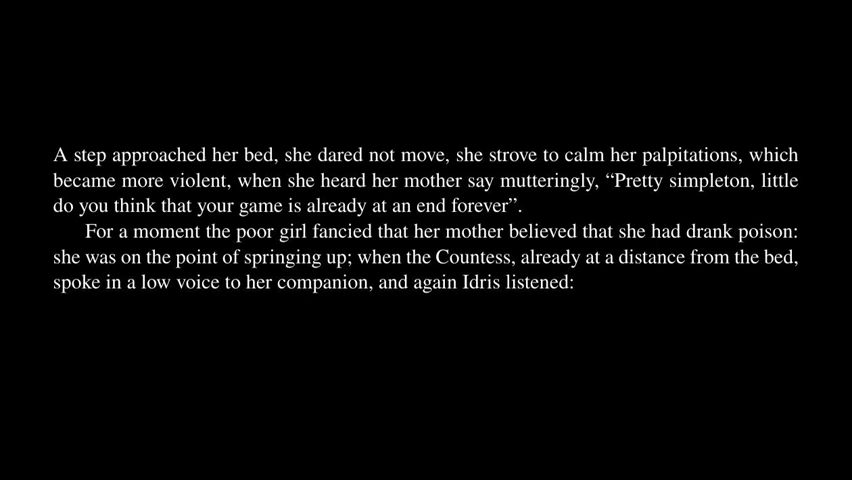 A step approached her bed, she dared not move, she strove to calm her palpitations, which
became more violent, when she heard her mother say mutteringly, “Pretty simpleton, little
do you think that your game is already at an end forever”.
For a moment the poor girl fancied that her mother believed that she had drank poison:
she was on the point of springing up; when the Countess, already at a distance from the bed,
spoke in a low voice to her companion, and again Idris listened: